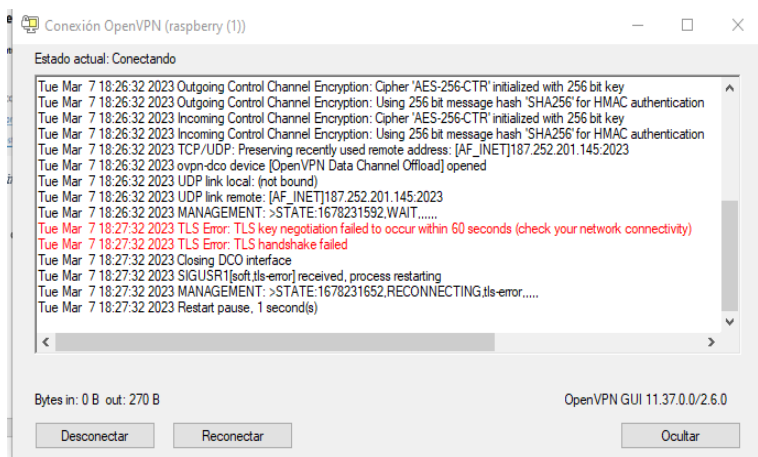 Conexión OpenVPN (raspberry (1))
Estado actual: Conectando
Tue Mar 7 18:26:32 2023 Outgoing Control Channel Encryption: Cipher 'AES-256-CTR' initialized with 256 bit key
Tue Mar 7 18:26:32 2023 Outgoing Control Channel Encryption: Using 256 bit message hash 'SHA256' for HMAC authentication
Tue Mar 7 18:26:32 2023 Incoming Control Channel Encryption: Cipher 'AES-256-CTR' initialized with 256 bit key
Tue Mar 7 18:26:32 2023 Incoming Control Channel Encryption: Using 256 bit message hash 'SHA256' for HMAC authentication
Tue Mar 7 18:26:32 2023 TCP/UDP: Preserving recently used remote address: [AF_INET]187.252.201.145:2023
Tue Mar 7 18:26:32 2023 ovpn-dco device [OpenVPN Data Channel Offload] opened
Tue Mar 7 18:26:32 2023 UDP link local: (not bound)
Tue Mar 7 18:26:32 2023 UDP link remote: [AF_INET]187.252.201.145:2023
Tue Mar 7 18:26:32 2023 MANAGEMENT: >STATE:1678231592,WAIT,,,,,,
Tue Mar 7 18:27:32 2023 TLS Error: TLS key negotiation failed to occur within 60 seconds (check your network connectivity)
Tue Mar 7 18:27:32 2023 TLS Error: TLS handshake failed
Tue Mar 7 18:27:32 2023 Closing DCO interface
Tue Mar 7 18:27:32 2023 SIGUSR1[soft,tls-error] received, process restarting
Tue Mar 7 18:27:32 2023 MANAGEMENT: >STATE:1678231652,RECONNECTING,tls-error,,,,,
Tue Mar 7 18:27:32 2023 Restart pause, 1 second(s)
Bytes in: 0 B out: 270 B
OpenVPN GUI 11.37.0.0/2.6.0
Desconectar
Reconectar
Ocultar